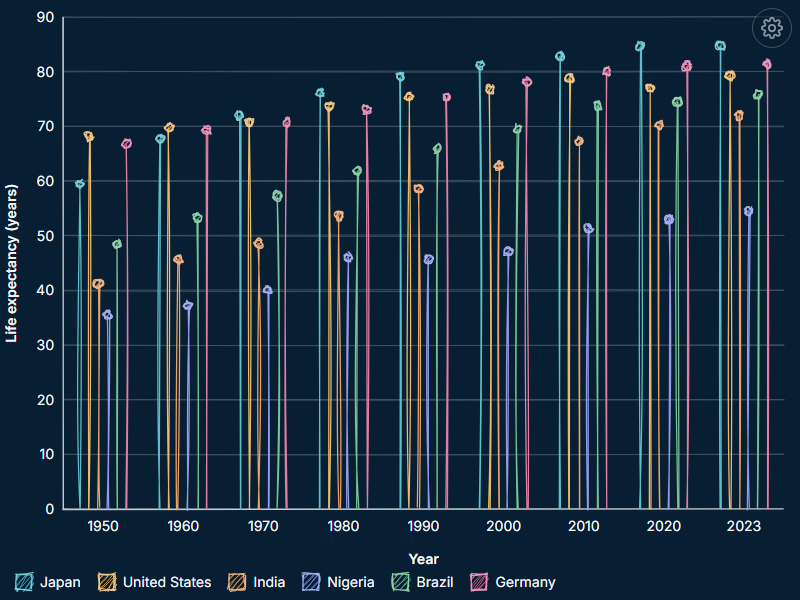 90
80
70
60
50
40
30
20
10
0
Life expectancy (years)
1950 1960 1970 1980 1990 2000 2010 2020 2023
Year
Japan United States India Nigeria Brazil Germany